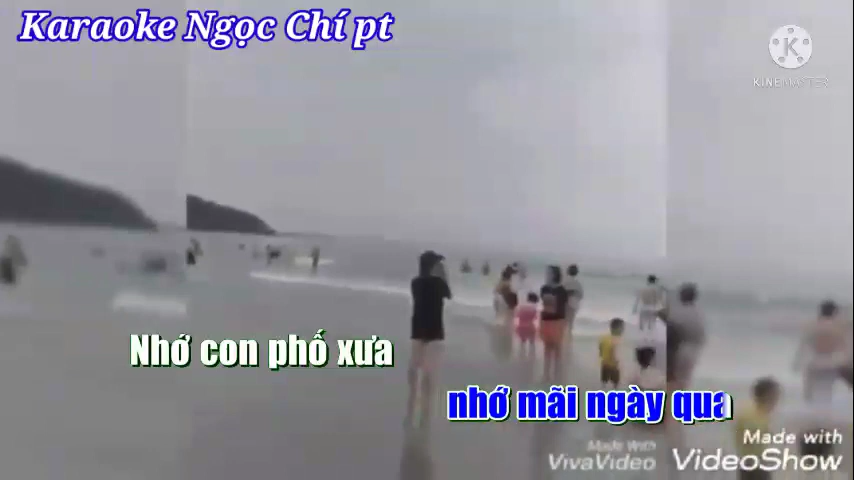 Karaoke Ngọc Chí pt
K
KINEMASTER
Nhớ con phố xưa
nhớ mãi ngày qua
Made With
VivaVideo
Made with
VideoShow